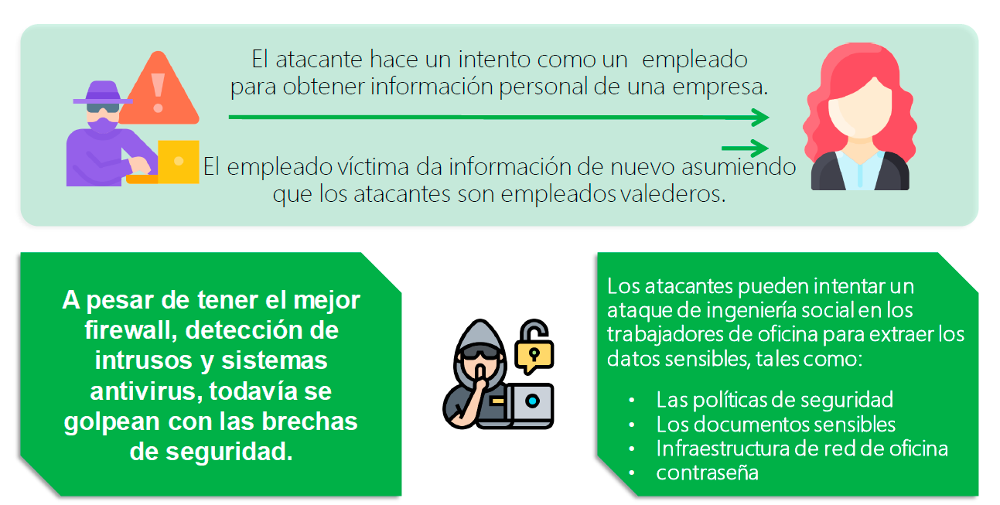 El atacante hace un intento como un empleado
para obtener información personal de una empresa.
El empleado víctima da información de nuevo asumiendo
que los atacantes son empleados valederos.
A pesar de tener el mejor
firewall, detección de
intrusos y sistemas
antivirus, todavía se
golpean con las brechas
de seguridad.
Los atacantes pueden intentar un
ataque de ingeniería social en los
trabajadores de oficina para extraer los
datos sensibles, tales como:
• Las políticas de seguridad
• Los documentos sensibles
• Infraestructura de red de oficina
• contraseña